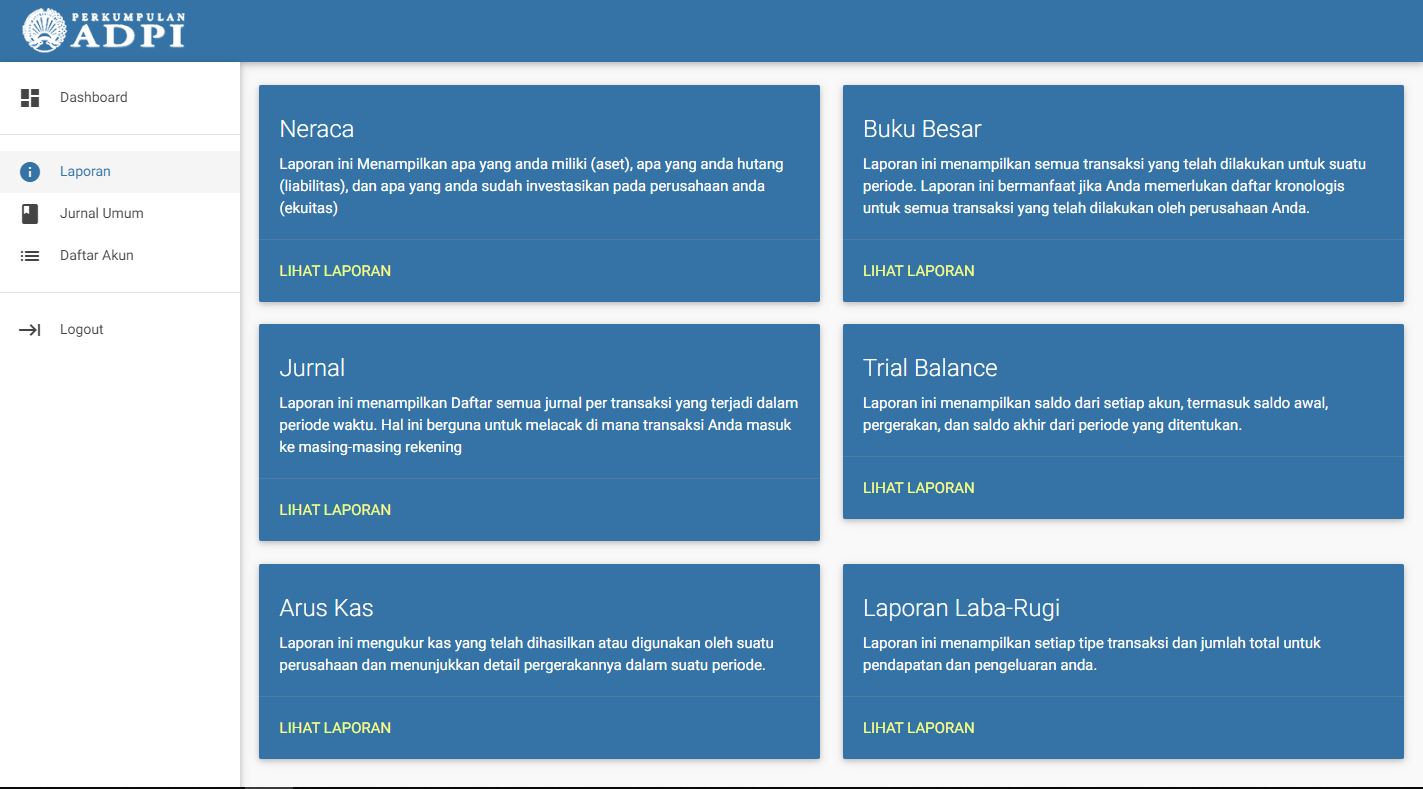 PERKUMPULAN
ADPI
Dashboard
Laporan
Jurnal Umum
Daftar Akun
Logout
Neraca
Laporan ini Menampilkan apa yang anda miliki (aset), apa yang anda hutang
(liabilitas), dan apa yang anda sudah investasikan pada perusahaan anda
(ekuitas)
LIHAT LAPORAN
Buku Besar
Laporan ini menampilkan semua transaksi yang telah dilakukan untuk suatu
periode. Laporan ini bermanfaat jika Anda memerlukan daftar kronologis
untuk semua transaksi yang telah dilakukan oleh perusahaan Anda.
LIHAT LAPORAN
Jurnal
Laporan ini menampilkan Daftar semua jurnal per transaksi yang terjadi dalam
periode waktu. Hal ini berguna untuk melacak di mana transaksi Anda masuk
ke masing-masing rekening
LIHAT LAPORAN
Trial Balance
Laporan ini menampilkan saldo dari setiap akun, termasuk saldo awal,
pergerakan, dan saldo akhir dari periode yang ditentukan.
LIHAT LAPORAN
Arus Kas
Laporan ini mengukur kas yang telah dihasilkan atau digunakan oleh suatu
perusahaan dan menunjukkan detail pergerakannya dalam suatu periode.
LIHAT LAPORAN
Laporan Laba-Rugi
Laporan ini menampilkan setiap tipe transaksi dan jumlah total untuk
pendapatan dan pengeluaran anda.
LIHAT LAPORAN